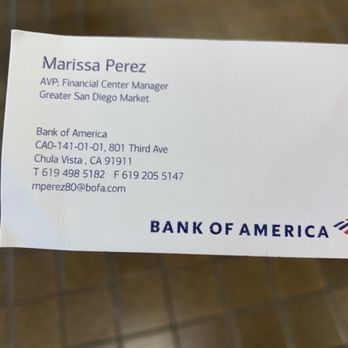 Marissa Perez
AVP; Financial Center Manager
Greater San Diego Market
Bank of America
CA0-141-01-01, 801 Third Ave
Chula Vista , CA 91911
T 619 498 5182 F 619 205 5147
mperez80@bofa.com
BANK OF AMERICA